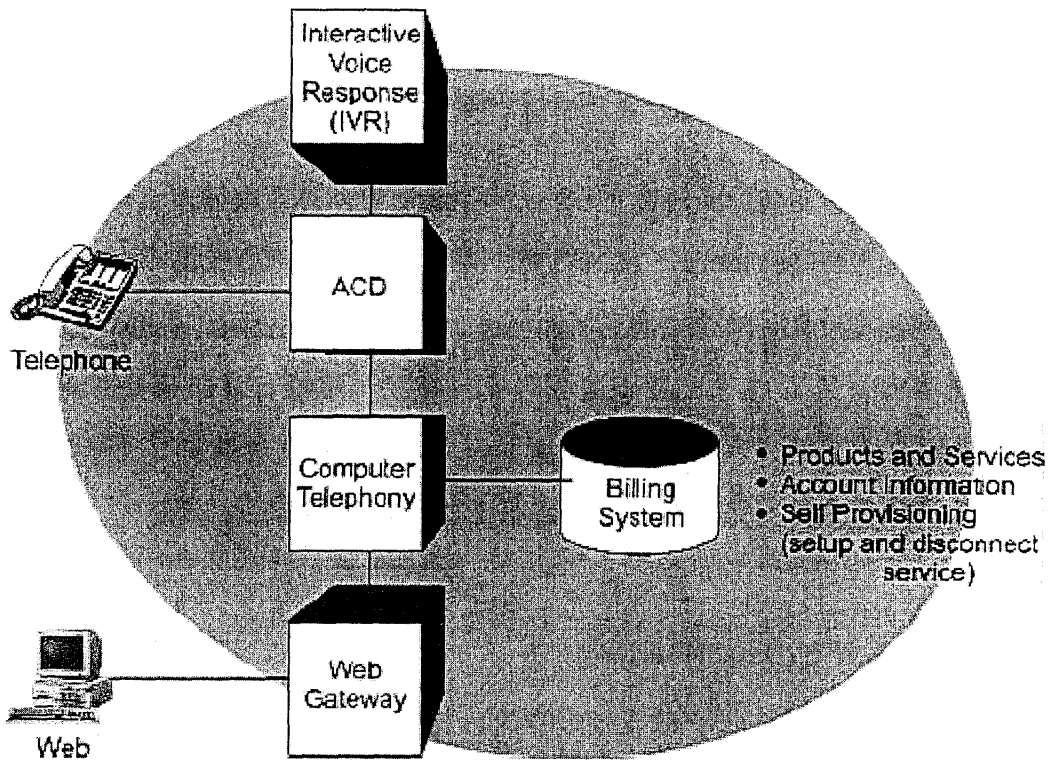 Interactive
Voice
Response
(IVR)
ACD
Telephone
Computer
Telephony
Billing
System
• Products and Services
• Account Information
• Self Provisioning
(setup and disconnect
service)
Web
Gateway
Web